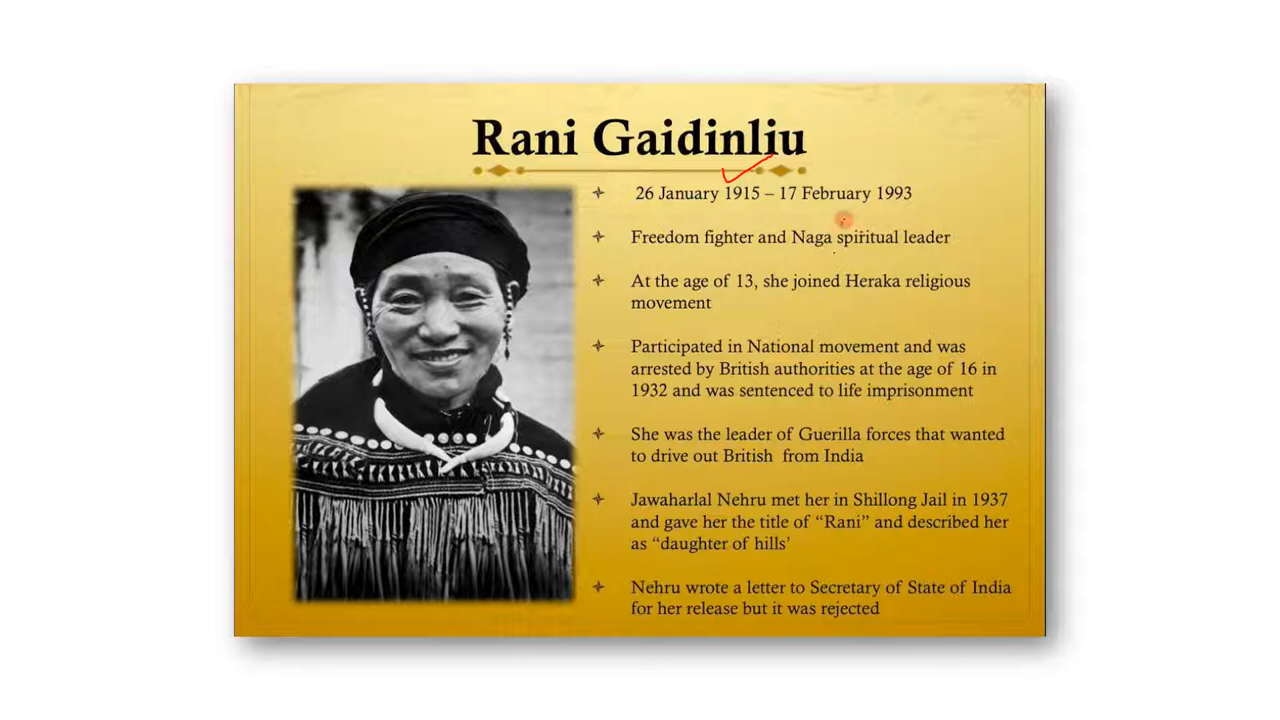 Rani Gaidinliu
26 January 1915 – 17 February 1993
Freedom fighter and Naga spiritual leader
At the age of 13, she joined Heraka religious
movement
Participated in National movement and was
arrested by British authorities at the age of 16 in
1932 and was sentenced to life imprisonment
She was the leader of Guerilla forces that wanted
to drive out British from India
Jawaharlal Nehru met her in Shillong Jail in 1937
and gave her the title of “Rani” and described her
as “daughter of hills’
Nehru wrote a letter to Secretary of State of India
for her release but it was rejected